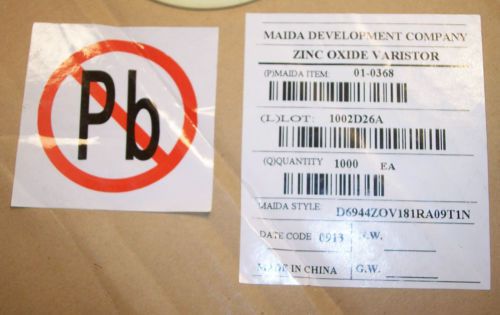 Pb
MAIDA DEVELOPMENT COMPANY
ZINC OXIDE VARISTOR
(P)MAIDA ITEM: 01-0368
(L)LOT: 1002D26A
(Q)QUANTITY 1000 EA
MAIDA STYLE: D6944ZOV181RA09T1N
DATE CODE 0913 N.W.
MADE IN CHINA G.W.